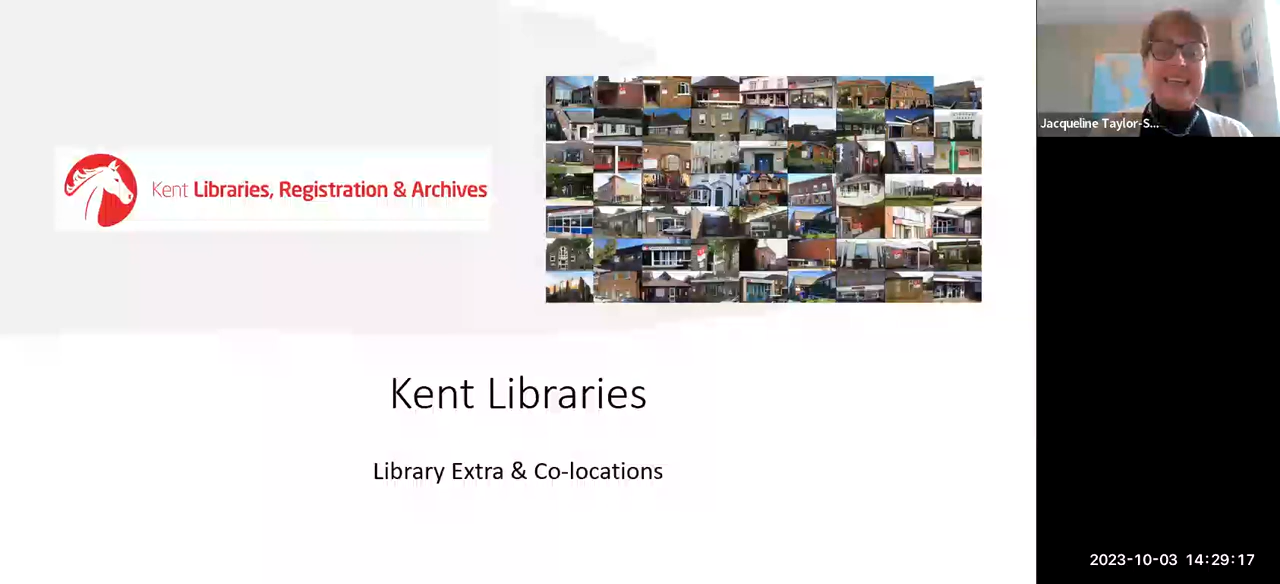 Kent Libraries, Registration & Archives
Jacqueline Taylor-S...
Kent Libraries
Library Extra & Co-locations
2023-10-03 14:29:17